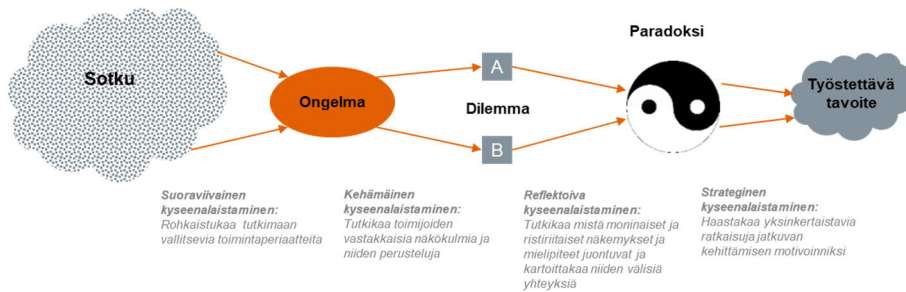 Sotku
Ongelma
A
Dilemma
B
Paradoksi
Työstettävä
tavoite
Suoraviivainen
kyseenalaistaminen:
Rohkaistukaa tutkimaan
vallitsevia toimintaperiaatteita
Kehämäinen
kyseenalaistaminen:
Tutkikaa toimijoiden
vastakkaisia näkökulmia ja
niiden perusteluja
Reflektoiva
kyseenalaistaminen:
Tutkikaa mistä moninaiset ja
ristiriitaiset näkemykset ja
mielipiteet juontuvat ja
kartoittakaa niiden välisiä
yhteyksiä
Strateginen
kyseenalaistaminen:
Haastakaa yksinkertaistavia
ratkaisuja jatkuvan
kehittämisen motivoinniksi